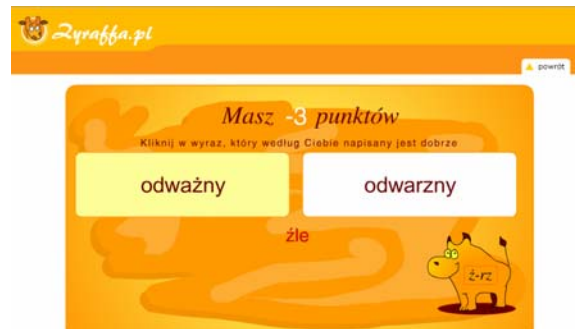 Żyraffa.pl
powrót
Masz -3 punktów
Kliknij w wyraz, który według Ciebie napisany jest dobrze
odważny odwarzny
źle
ż-rz